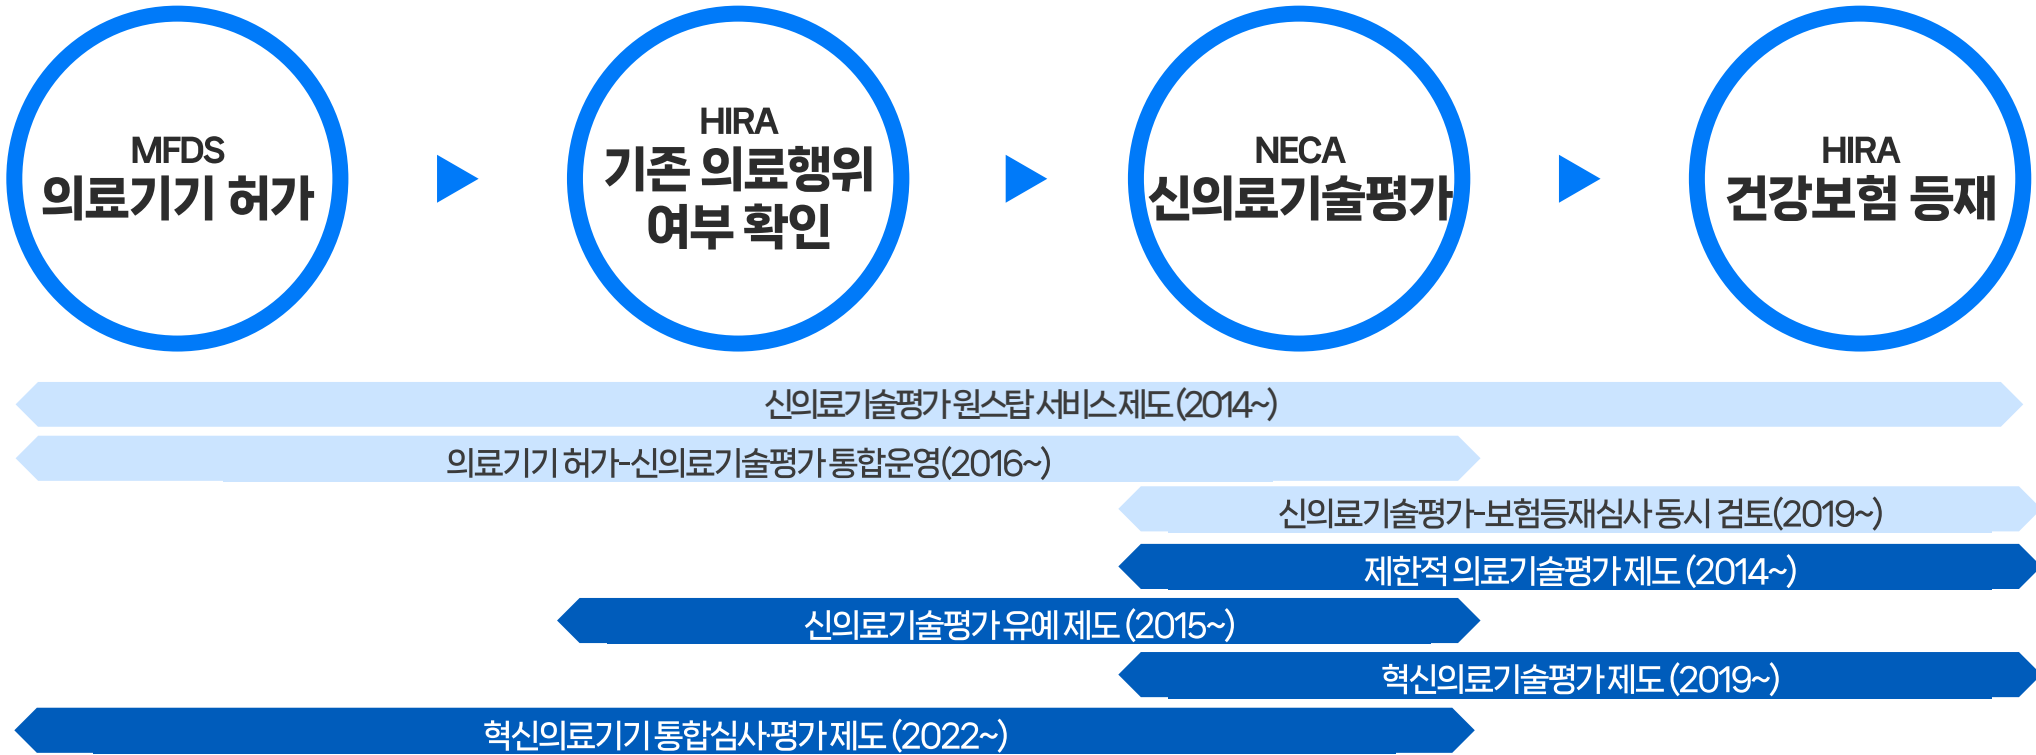 MFDS
의료기기 허가
HIRA
기존 의료행위
여부 확인
NECA
신의료기술평가
HIRA
건강보험 등재
신의료기술평가 원스탑 서비스 제도 (2014~)
의료기기 허가-신의료기술평가 통합운영(2016~)
신의료기술평가-보험등재심사 동시 검토(2019~)
제한적 의료기술평가 제도 (2014~)
신의료기술평가 유예 제도 (2015~)
혁신의료기술평가 제도 (2019~)
혁신의료기기 통합심사·평가 제도 (2022~)